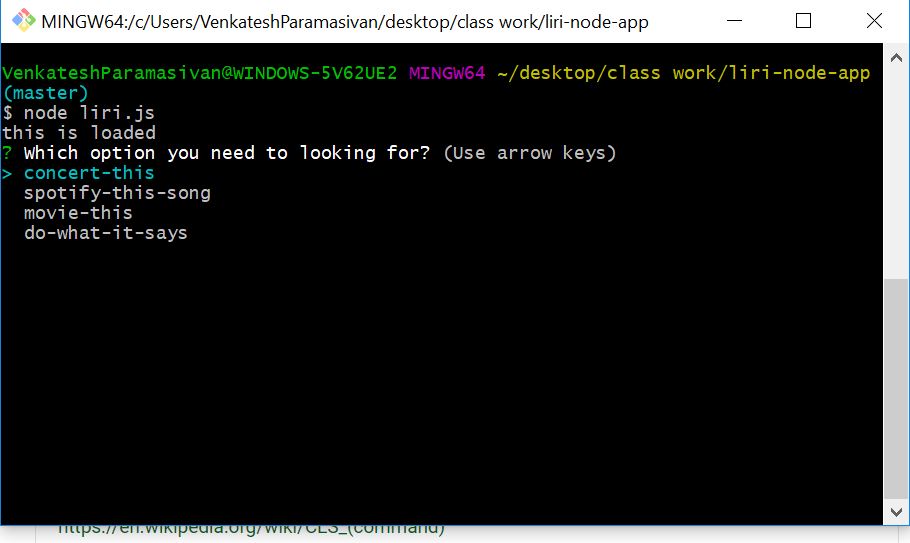 MINGW64:/c/Users/VenkateshParamasivan/desktop/class work/liri-node-app
VenkateshParamasivan@WINDOWS-5V62UE2 MINGW64 ~/desktop/class work/liri-node-app
(master)
$ node liri.js
this is loaded
? Which option you need to looking for? (Use arrow keys)
> concert-this
spotify-this-song
movie-this
do-what-it-says
https://en.wikipedia.org/wiki/CLS_(command)